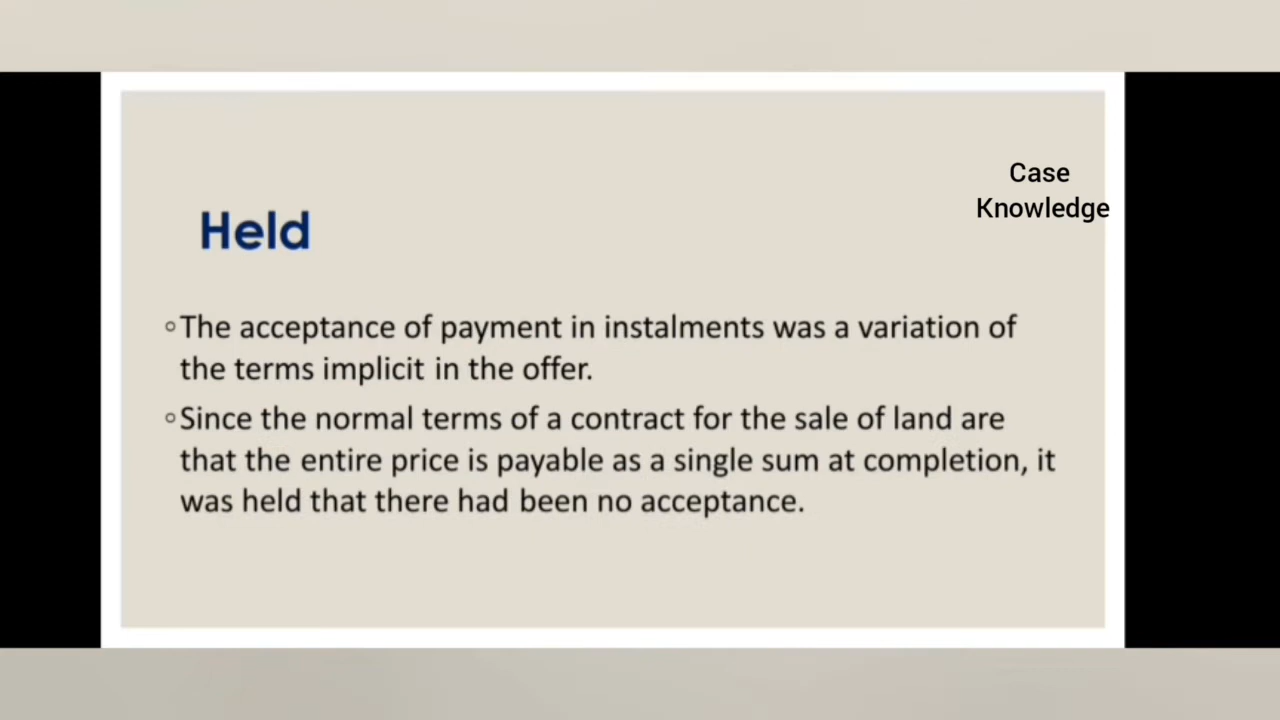 Case
Knowledge
Held
◦The acceptance of payment in instalments was a variation of
the terms implicit in the offer.
◦Since the normal terms of a contract for the sale of land are
that the entire price is payable as a single sum at completion, it
was held that there had been no acceptance.